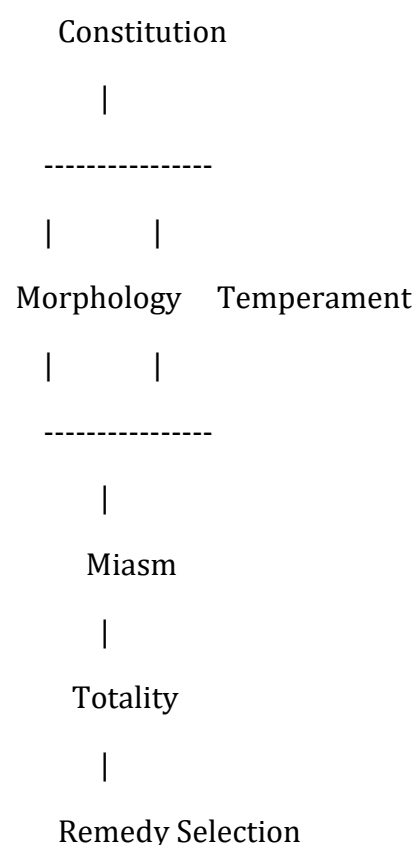 Constitution
|
----------------
| |
Morphology Temperament
| |
----------------
|
Miasm
|
Totality
|
Remedy Selection